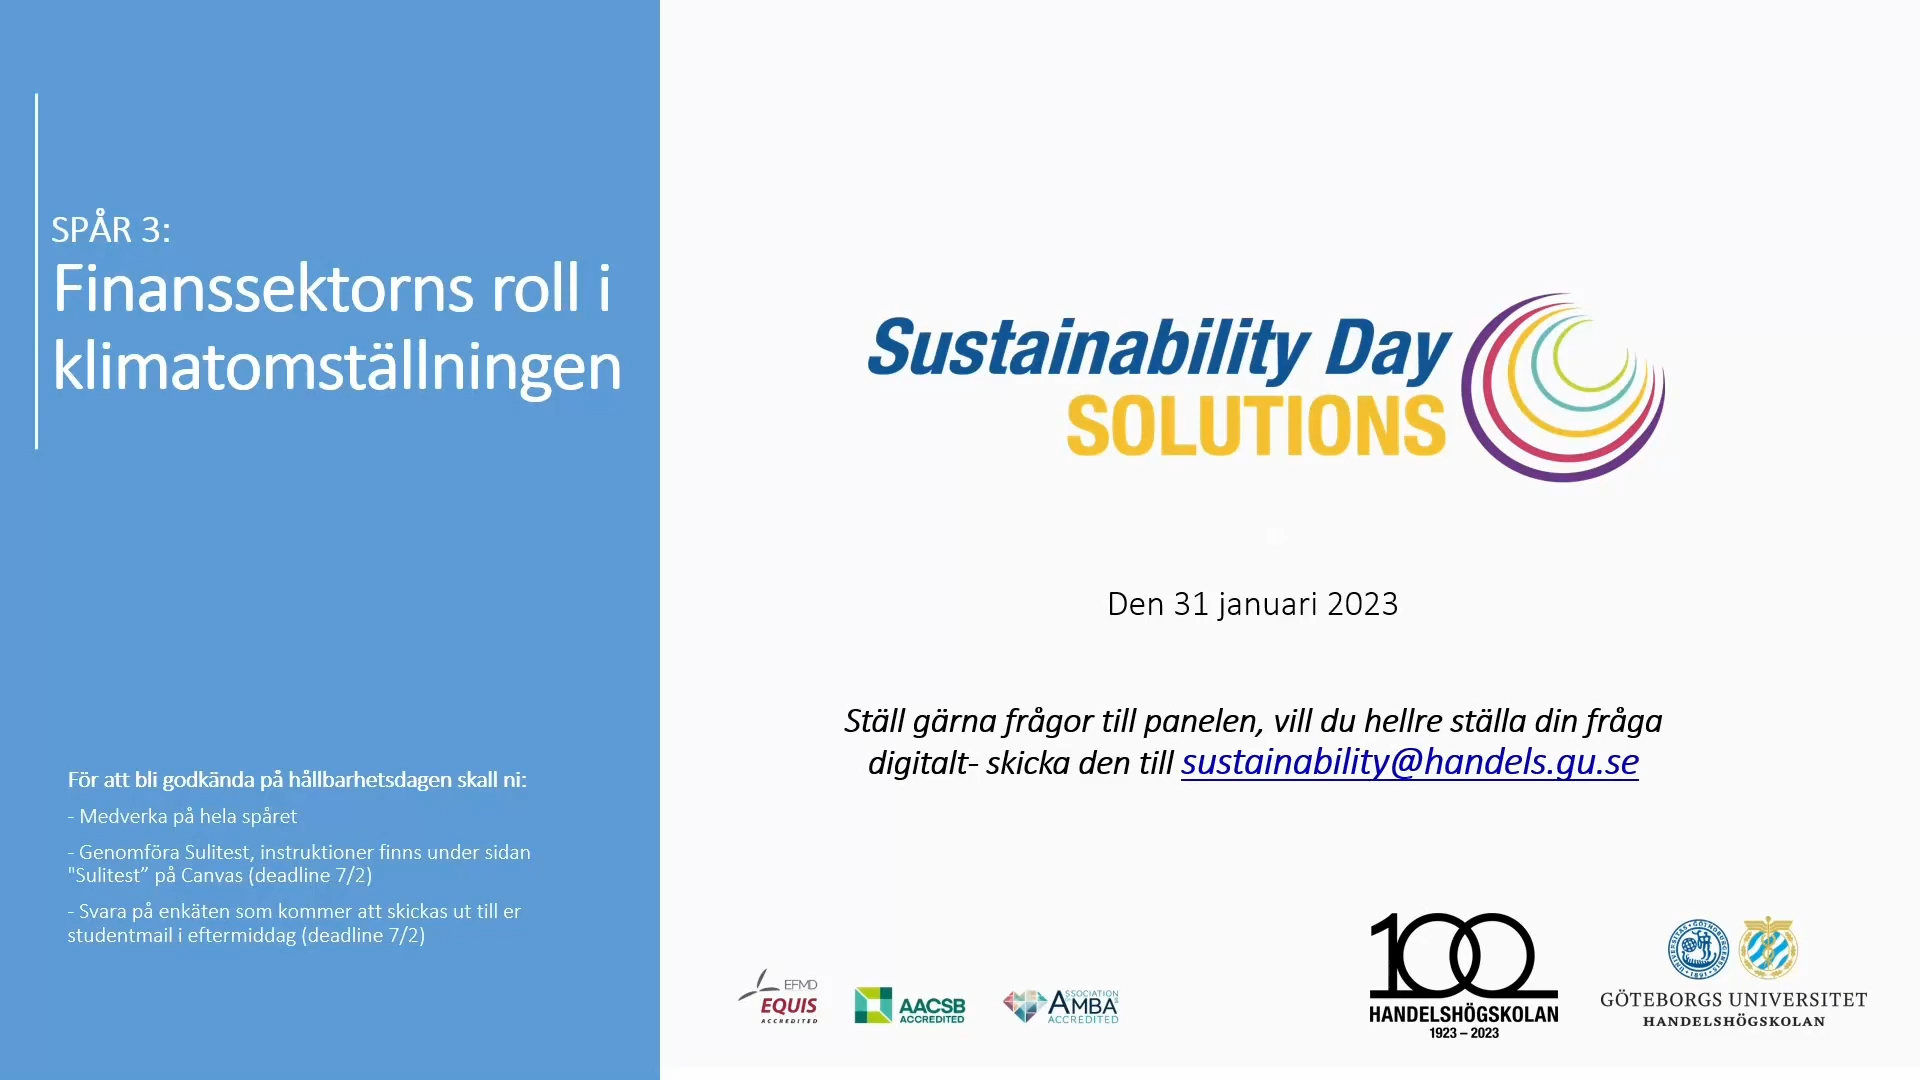 SPÅR 3:
Finanssektorns roll i
klimatomställningen
För att bli godkända på hållbarhetsdagen skall ni:
- Medverka på hela spåret
- Genomföra Sulitest, instruktioner finns under sidan
"Sulitest” på Canvas (deadline 7/2)
- Svara på enkäten som kommer att skickas ut till er
studentmail i eftermiddag (deadline 7/2)
Sustainability Day
SOLUTIONS
Den 31 januari 2023
Ställ gärna frågor till panelen, vill du hellre ställa din fråga
digitalt- skicka den till sustainability@handels.gu.se
EFMD
EQUIS
ACCREDITED
AACSB
ACCREDITED
ASSOCIATION
AMBA
ACCREDITED
100
HANDELSHÖGSKOLAN
1923 – 2023
GÖTEBORGS UNIVERSITET
HANDELSHÖGSKOLAN